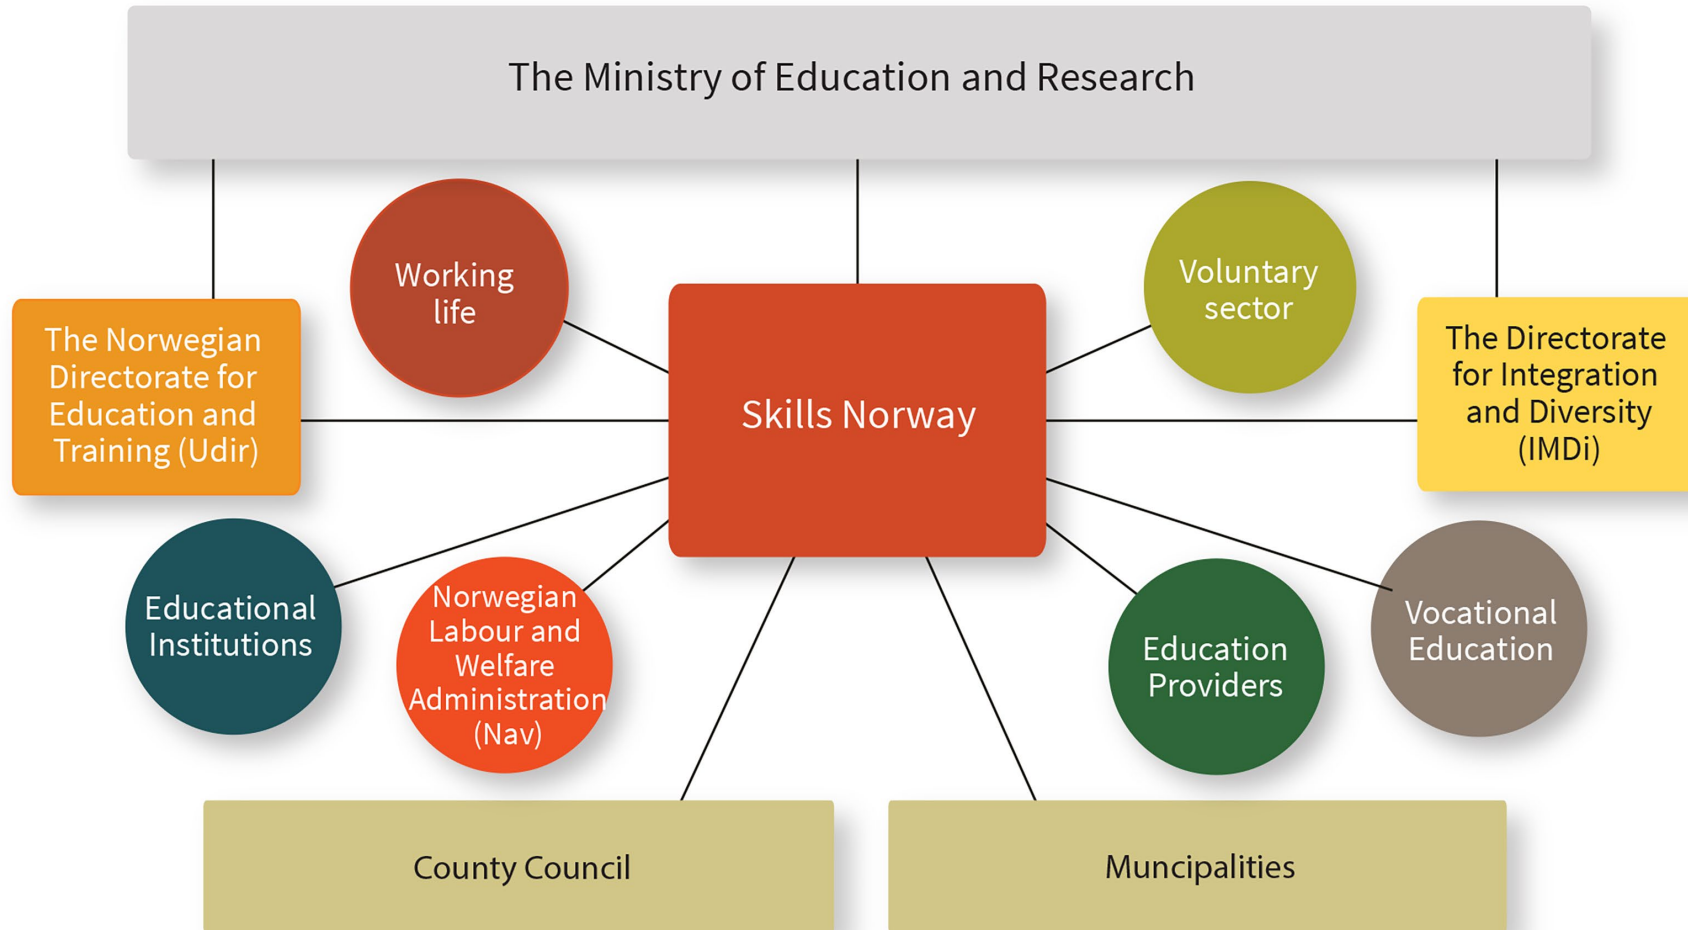 The Ministry of Education and Research
Working
life
Voluntary
sector
The Norwegian
Directorate for
Education and
Training (Udir)
Skills Norway
The Directorate
for Integration
and Diversity
(IMDi)
Educational
Institutions
Norwegian
Labour and
Welfare
Administration
(Nav)
Education
Providers
Vocational
Education
County Council
Muncipalities